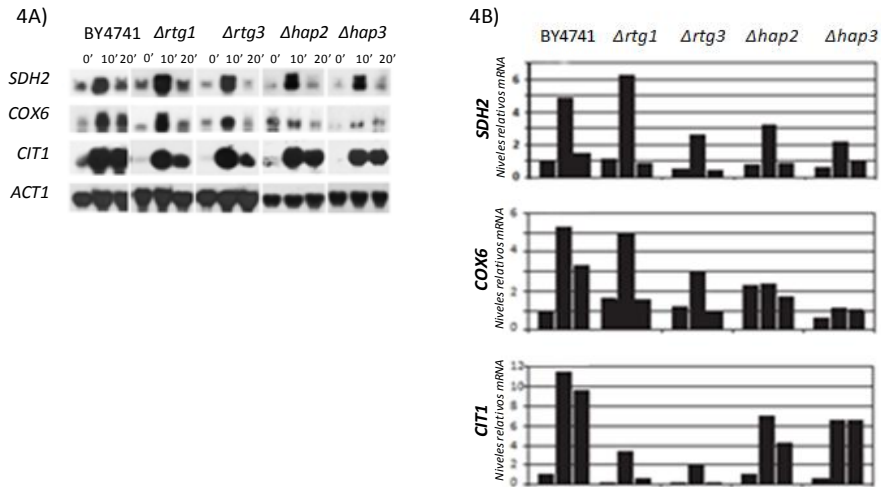 4A)
BY4741 Δrtg1 Δrtg3 Δhap2 Δhap3
0’ 10’ 20’ 0’ 10’ 20’ 0’ 10’ 20’ 0’ 10’ 20’ 0’ 10’ 20’
SDH2
COX6
CIT1
ACT1
4B)
BY4741 Δrtg1 Δrtg3 Δhap2 Δhap3
SDH2
Niveles relativos mRNA
6
4
2
0
COX6
Niveles relativos mRNA
6
4
2
0
CIT1
Niveles relativos mRNA
12
10
8
6
4
2
0